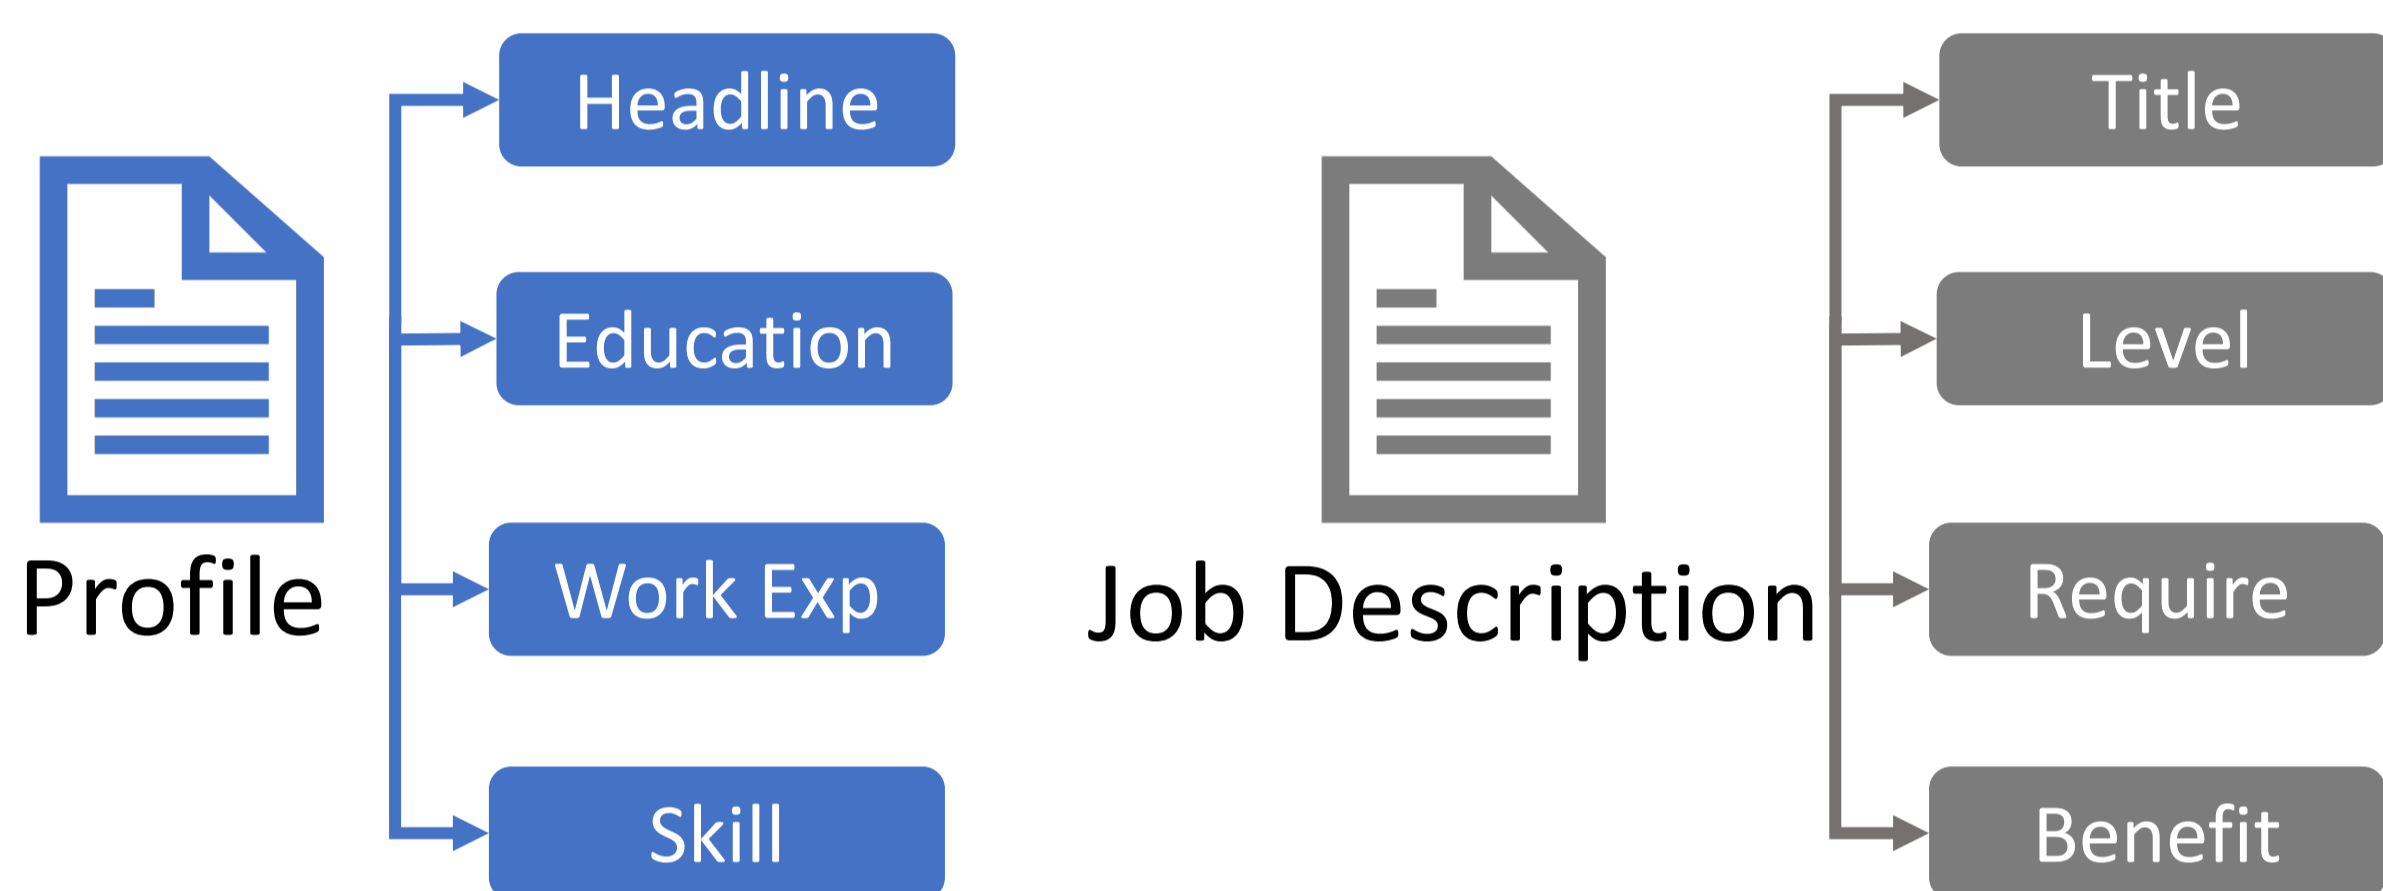 Headline
Education
Work Exp
Skill
Profile
Title
Level
Require
Benefit
Job Description